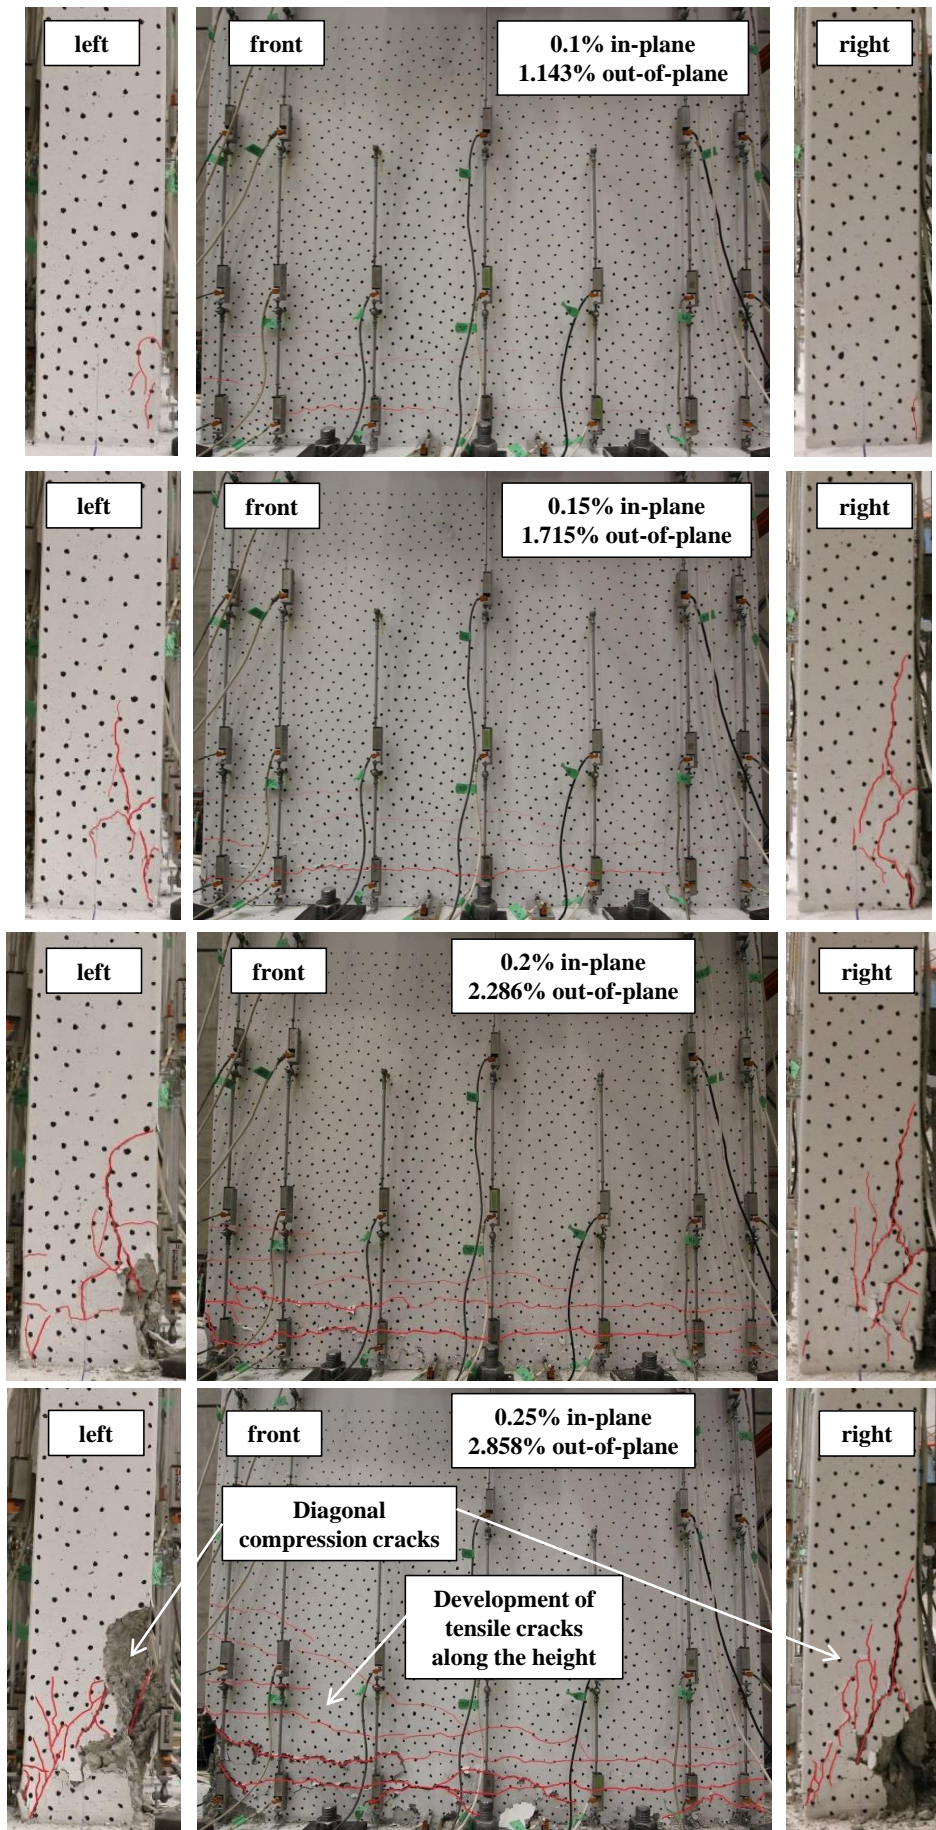 left
front
0.1% in-plane
1.143% out-of-plane
right
left
front
0.15% in-plane
1.715% out-of-plane
right
left
front
0.2% in-plane
2.286% out-of-plane
right
left
front
0.25% in-plane
2.858% out-of-plane
right
Diagonal
compression cracks
Development of
tensile cracks
along the height